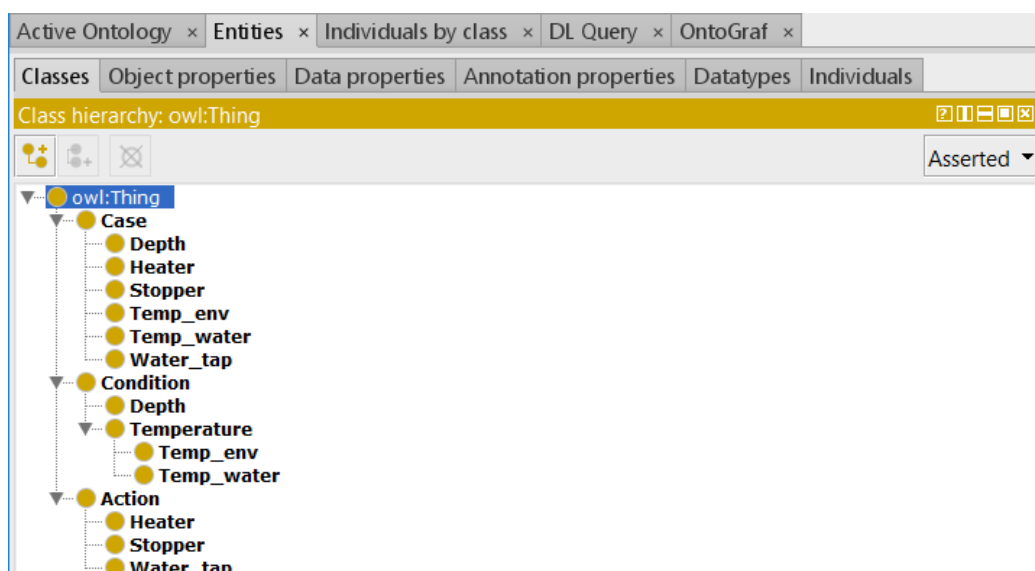 Active Ontology × Entities × Individuals by class × DL Query × OntoGraf ×
Classes Object properties Data properties Annotation properties Datatypes Individuals
Class hierarchy: owl:Thing
Asserted
owl:Thing
Case
Depth
Heater
Stopper
Temp_env
Temp_water
Water_tap
Condition
Depth
Temperature
Temp_env
Temp_water
Action
Heater
Stopper
Water_tap